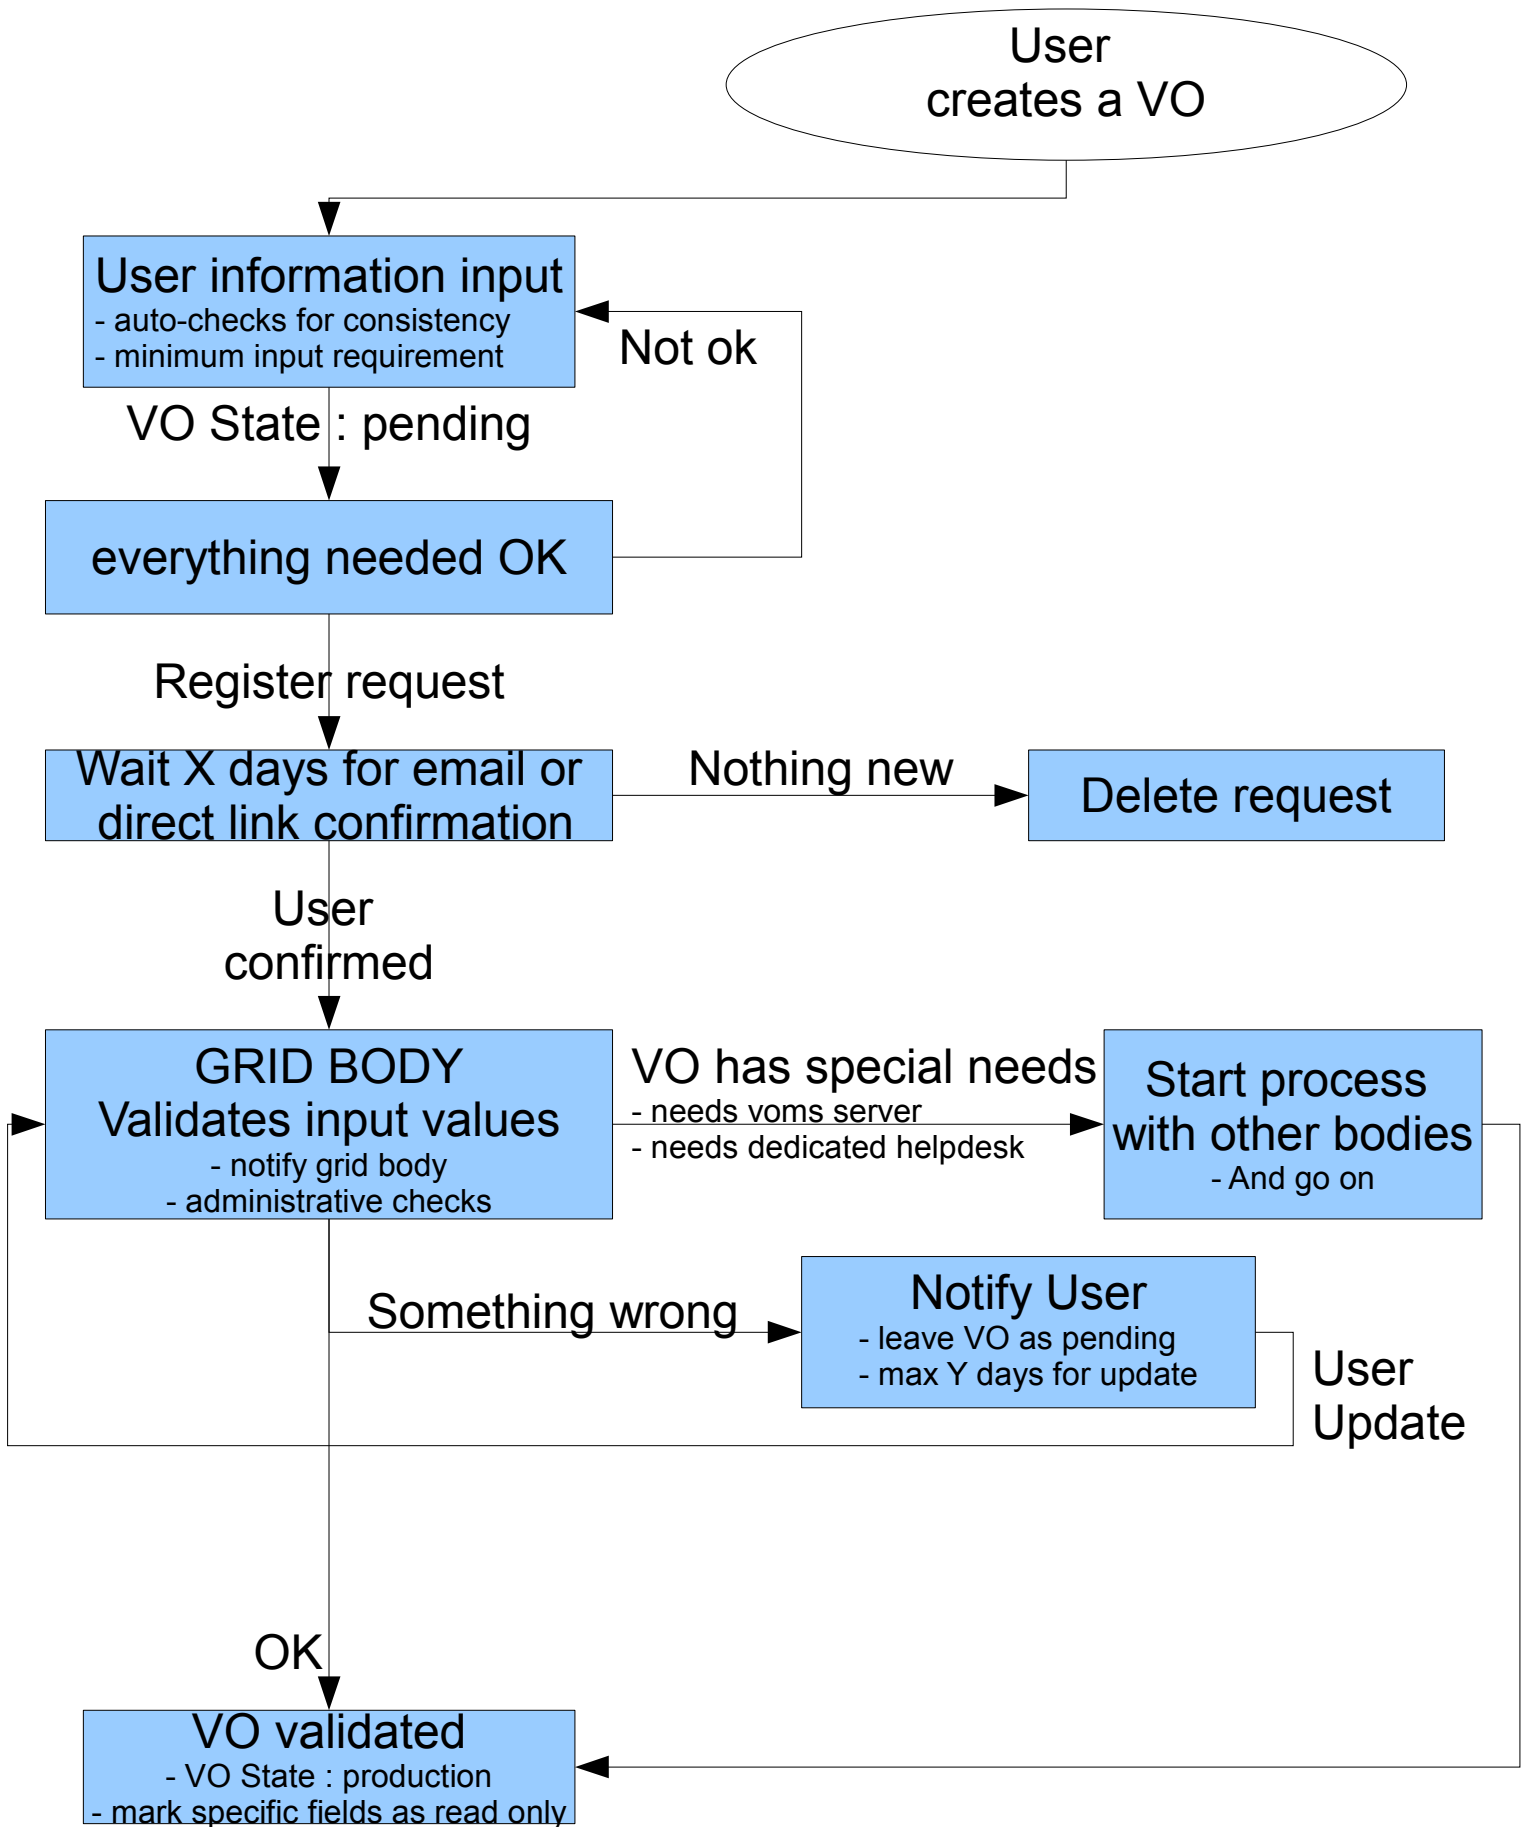 User
creates a VO
User information input
- auto-checks for consistency
- minimum input requirement
Not ok
VO State : pending
everything needed OK
Register request
Wait X days for email or
direct link confirmation
Nothing new
Delete request
User
confirmed
GRID BODY
Validates input values
- notify grid body
- administrative checks
VO has special needs
- needs voms server
- needs dedicated helpdesk
Start process
with other bodies
- And go on
Something wrong
Notify User
- leave VO as pending
- max Y days for update
User
Update
OK
VO validated
- VO State : production
- mark specific fields as read only